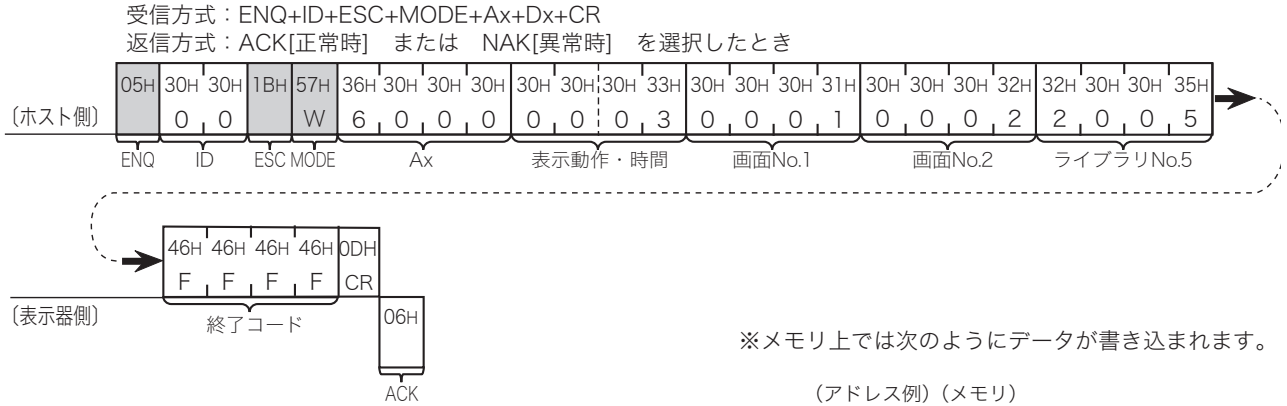 受信方式：ENQ+ID+ESC+MODE+Ax+Dx+CR
返信方式：ACK[正常時]　または　NAK[異常時]　を選択したとき
05H 30H 30H 1BH 57H 36H 30H 30H 30H 30H 30H 30H 33H 30H 30H 30H 31H 30H 30H 30H 32H 32H 30H 30H 35H
〔ホスト側〕 0 0 W 6 0 0 0 0 0 0 3 0 0 0 1 0 0 0 2 2 0 0 5
ENQ ID ESC MODE Ax 表示動作・時間 画面No.1 画面No.2 ライブラリNo.5
46H 46H 46H 46H 0DH
F F F F CR
〔表示器側〕 終了コード 06H
※メモリ上では次のようにデータが書き込まれます。
ACK （アドレス例）（メモリ）